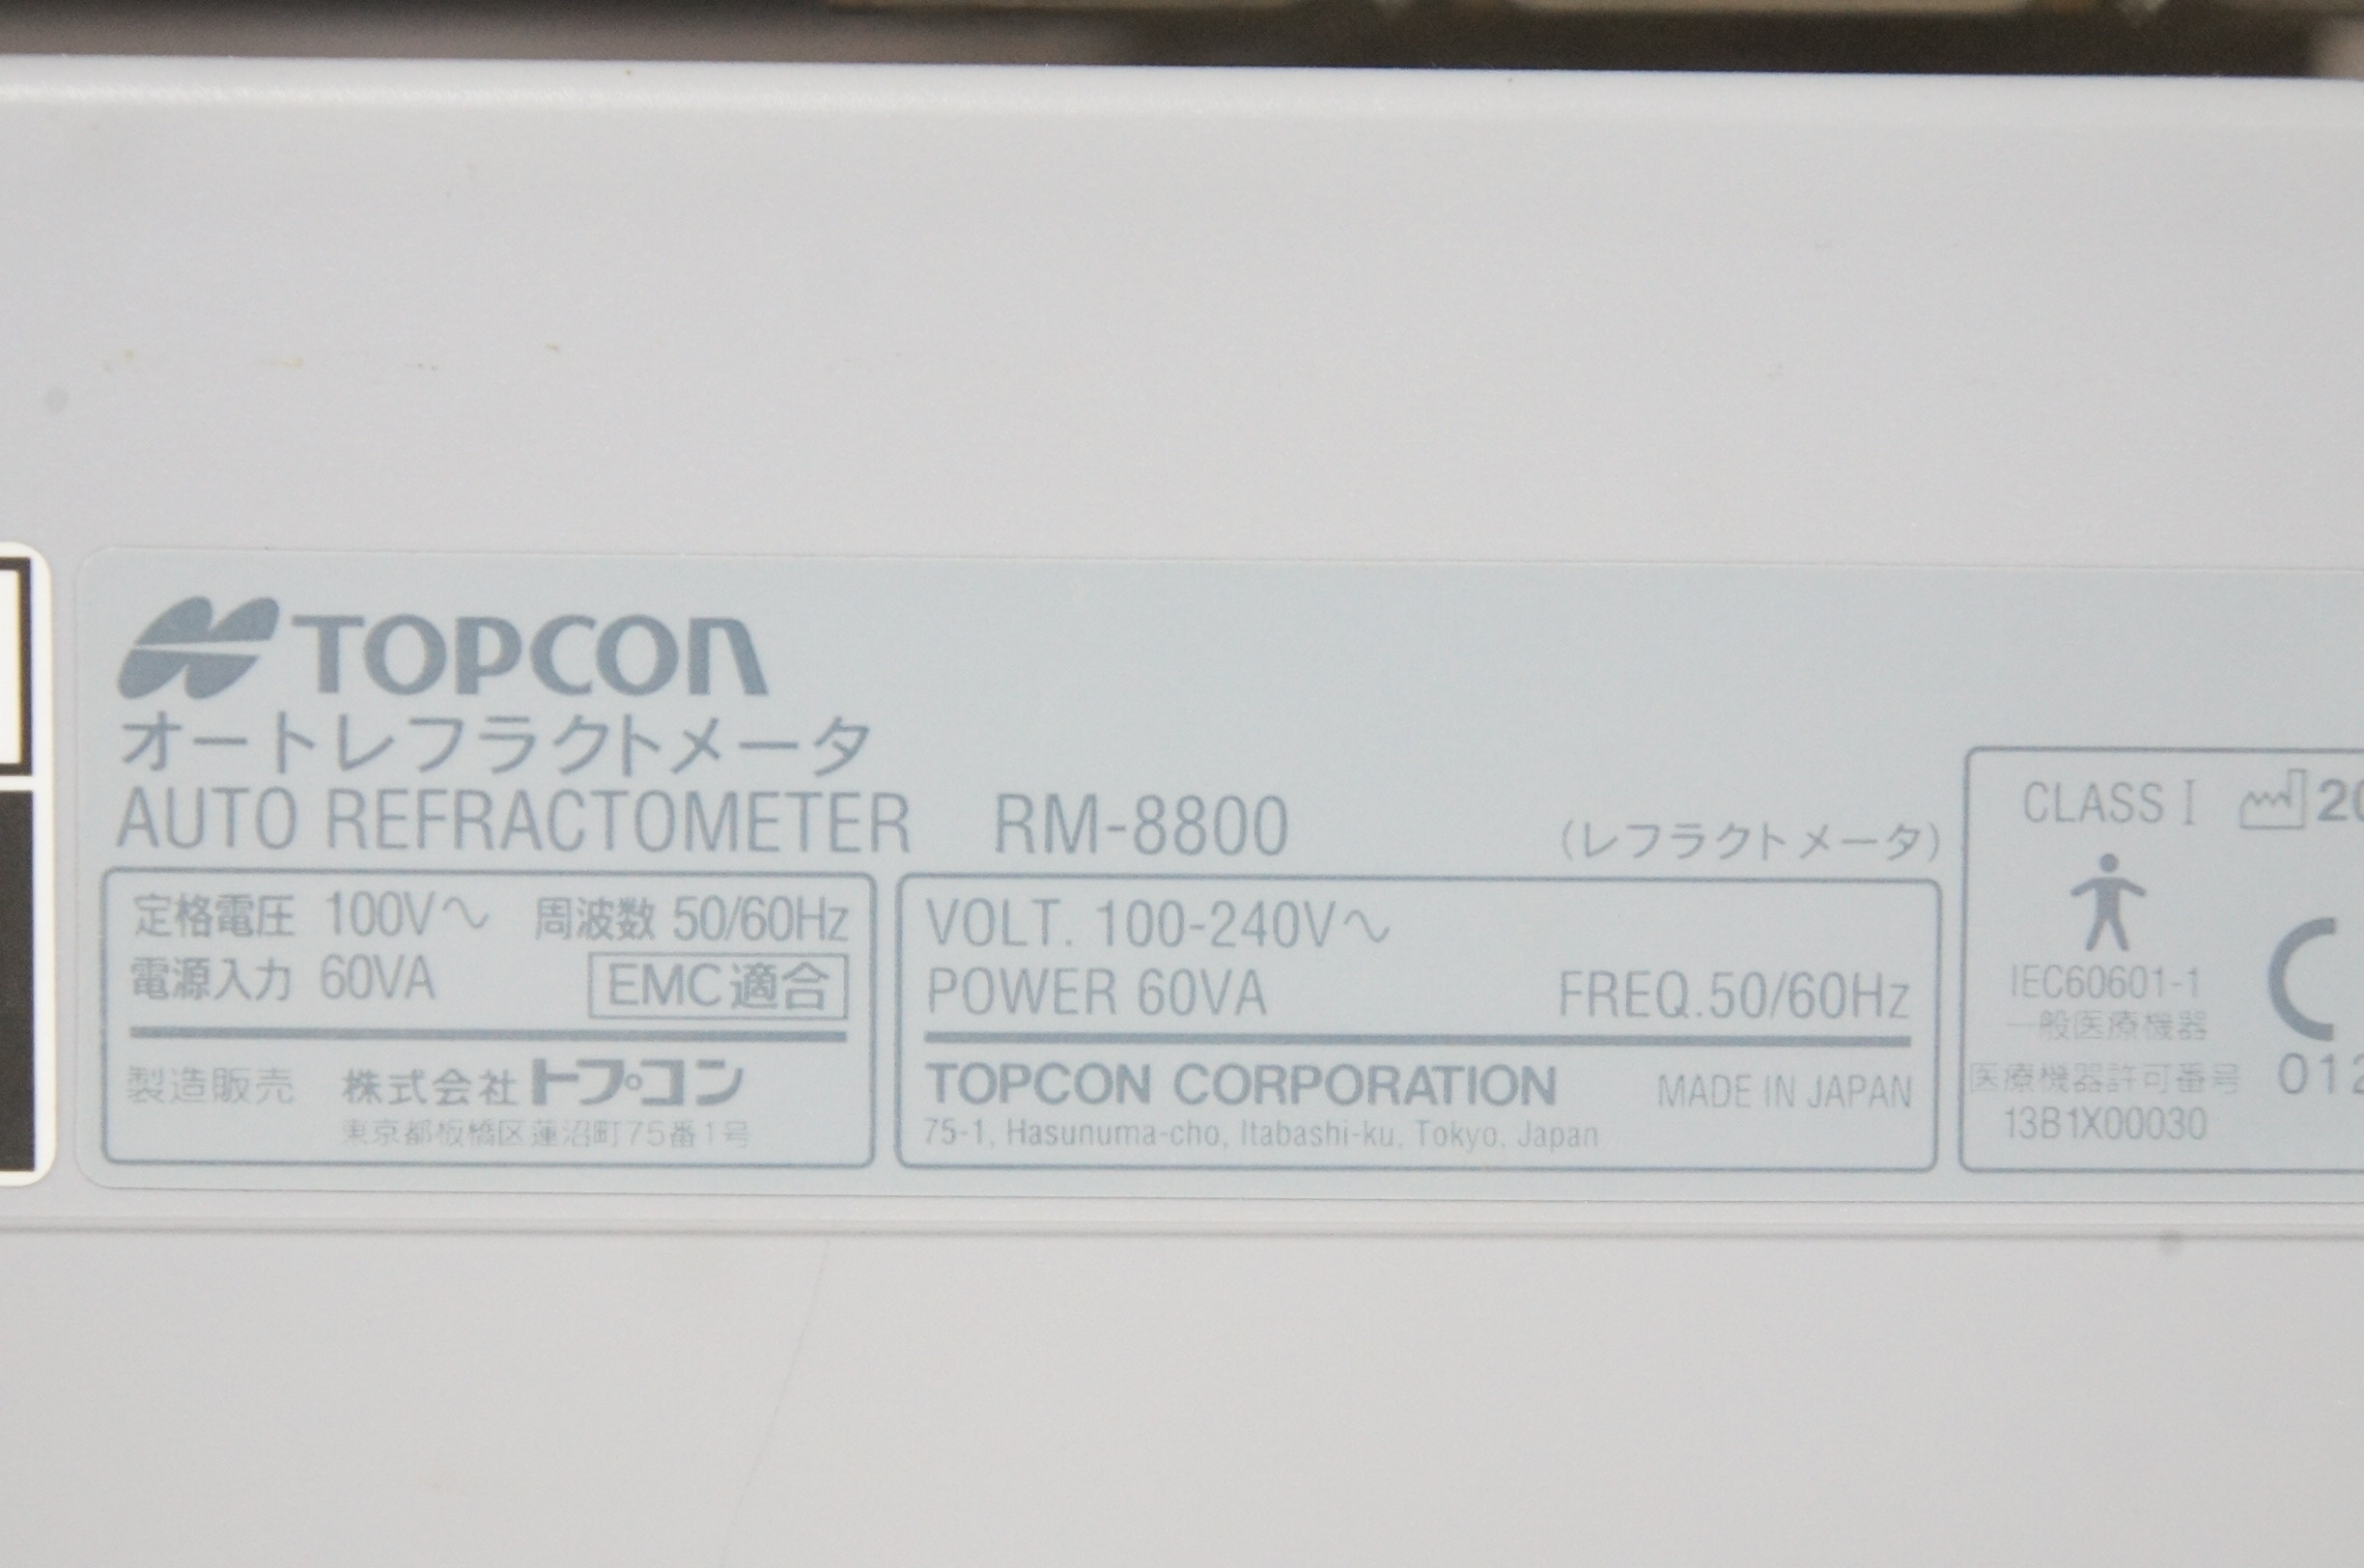 TOPCON
オートレフラクトメータ
AUTO REFRACTOMETER RM-8800 (レフラクトメータ)
定格電圧 100V～ 周波数 50/60Hz
電源入力 60VA EMC適合
製造販売 株式会社トプコン
東京都板橋区蓮沼町75番1号
VOLT. 100-240V～
POWER 60VA FREQ.50/60Hz
TOPCON CORPORATION MADE IN JAPAN
75-1, Hasunuma-cho, Itabashi-ku, Tokyo, Japan
CLASS I 20
IEC60601-1
一般医療機器
医療機器許可番号 012
13B1X00030